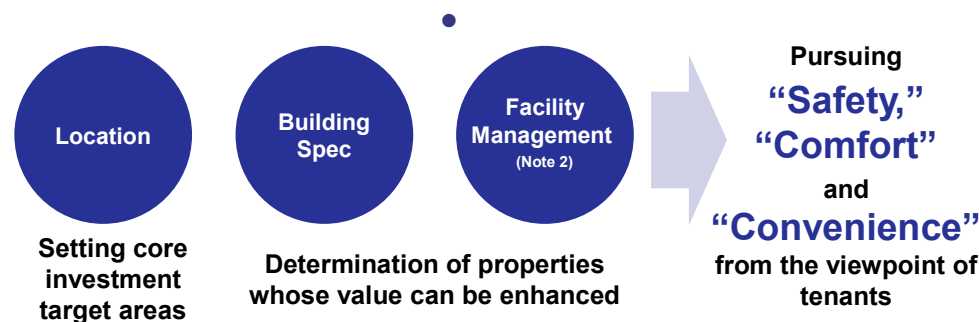 Location
Building
Spec
Facility
Management
(Note 2)
Setting core
investment
target areas
Determination of properties
whose value can be enhanced
Pursuing
“Safety,”
“Comfort”
and
“Convenience”
from the viewpoint of
tenants